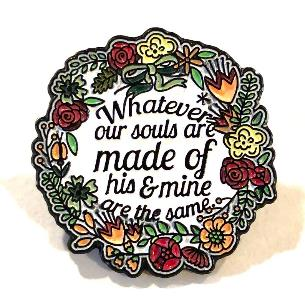 Whatever
our souls are
made of
his & mine
are the same.